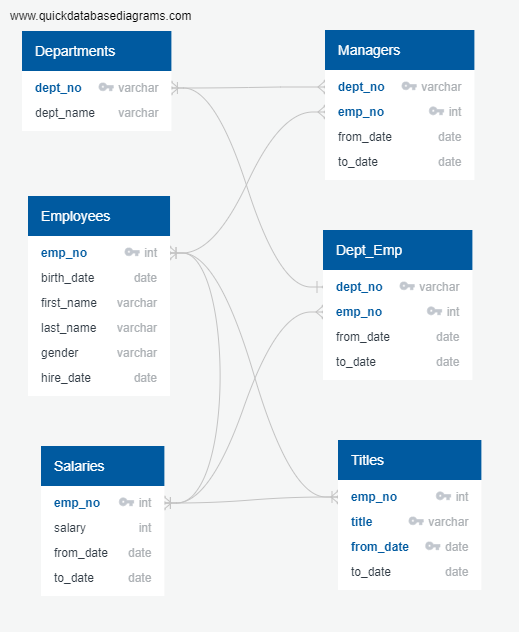 www.quickdatabasediagrams.com
Departments
dept_no varchar
dept_name varchar
Managers
dept_no varchar
emp_no int
from_date date
to_date date
Employees
emp_no int
birth_date date
first_name varchar
last_name varchar
gender varchar
hire_date date
Dept_Emp
dept_no varchar
emp_no int
from_date date
to_date date
Salaries
emp_no int
salary int
from_date date
to_date date
Titles
emp_no int
title varchar
from_date date
to_date date